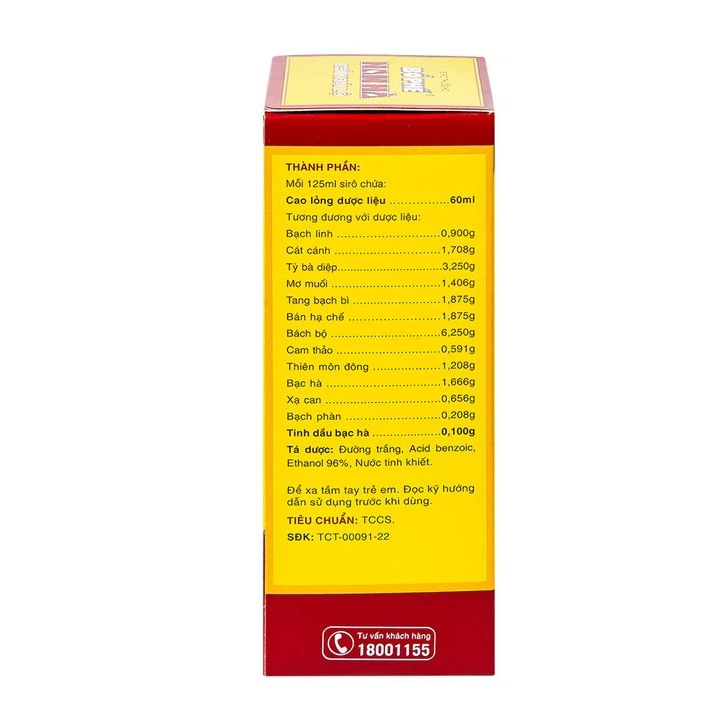 BỔ PHẾ
NAM HÀ
THÀNH PHẦN:
Mỗi 125ml sirô chứa:
Cao lỏng dược liệu ................60ml
Tương đương với dược liệu:
Bạch linh ........................0,900g
Cát cánh .........................1,708g
Tỳ bà diệp........................3,250g
Mơ muối ..........................1,406g
Tang bạch bì .....................1,875g
Bán hạ chế .......................1,875g
Bách bộ ..........................6,250g
Cam thảo .........................0,591g
Thiên môn đông ...................1,208g
Bạc hà ...........................1,666g
Xạ can ...........................0,656g
Bạch phàn ........................0,208g
Tinh dầu bạc hà ..................0,100g
Tá dược: Đường trắng, Acid benzoic,
Ethanol 96%, Nước tinh khiết.
Để xa tầm tay trẻ em. Đọc kỹ hướng
dẫn sử dụng trước khi dùng.
TIÊU CHUẨN: TCCS.
SĐK: TCT-00091-22
Tư vấn khách hàng
18001155